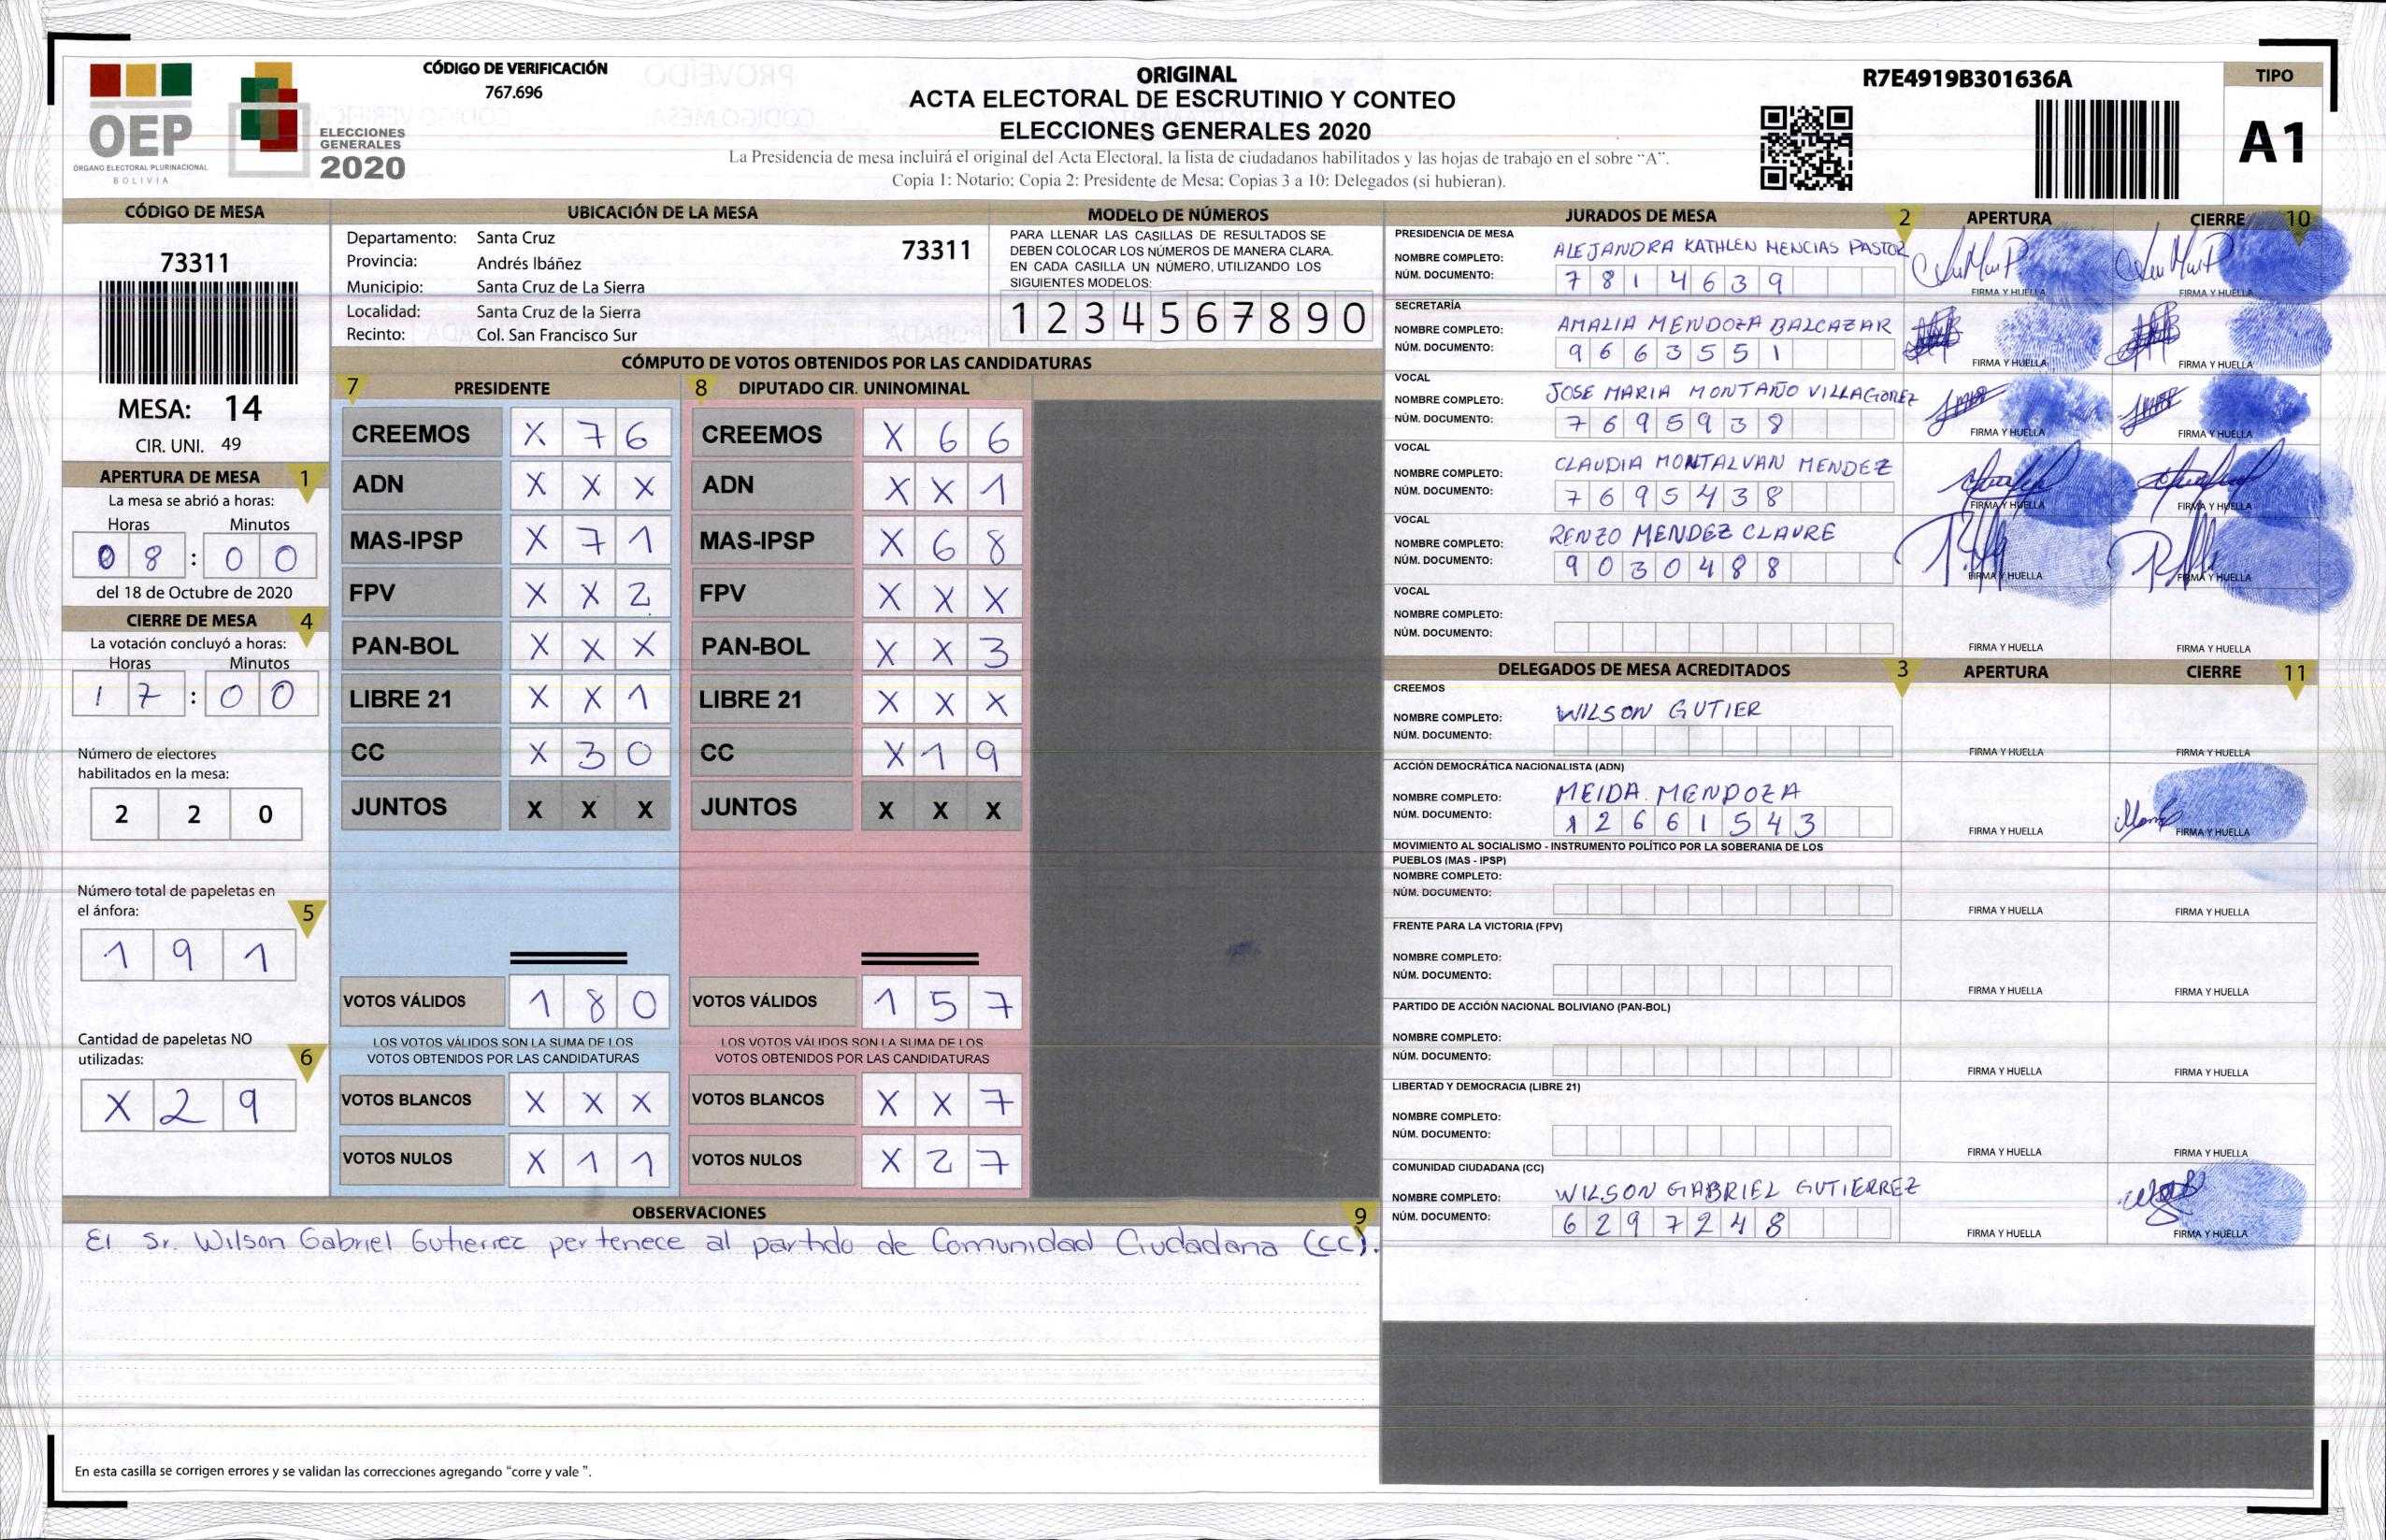 OEP
ÓRGANO ELECTORAL PLURINACIONAL
BOLIVIA
ELECCIONES
GENERALES
2020
CÓDIGO DE VERIFICACIÓN
767.696
ORIGINAL
ACTA ELECTORAL DE ESCRUTINIO Y CONTEO
ELECCIONES GENERALES 2020
La Presidencia de mesa incluirá el original del Acta Electoral, la lista de ciudadanos habilitados y las hojas de trabajo en el sobre "A".
Copia 1: Notario; Copia 2: Presidente de Mesa; Copias 3 a 10: Delegados (si hubieran).
R7E4919B301636A
TIPO
A1
CÓDIGO DE MESA
73311
MESA: 14
CIR. UNI. 49
APERTURA DE MESA 1
La mesa se abrió a horas:
Horas Minutos
0 8 : 0 0
del 18 de Octubre de 2020
CIERRE DE MESA 4
La votación concluyó a horas:
Horas Minutos
1 7 : 0 0
Número de electores
habilitados en la mesa:
2 2 0
Número total de papeletas en
el ánfora:
5
1 9 1
Cantidad de papeletas NO
utilizadas:
6
X 2 9
UBICACIÓN DE LA MESA
Departamento: Santa Cruz
73311
Provincia: Andrés Ibáñez
Municipio: Santa Cruz de La Sierra
Localidad: Santa Cruz de la Sierra
Recinto: Col. San Francisco Sur
MODELO DE NÚMEROS
PARA LLENAR LAS CASILLAS DE RESULTADOS SE
DEBEN COLOCAR LOS NÚMEROS DE MANERA CLARA.
EN CADA CASILLA UN NÚMERO, UTILIZANDO LOS
SIGUIENTES MODELOS:
1 2 3 4 5 6 7 8 9 0
CÓMPUTO DE VOTOS OBTENIDOS POR LAS CANDIDATURAS
7 PRESIDENTE
CREEMOS X 7 6
ADN X X X
MAS-IPSP X 7 1
FPV X X 2
PAN-BOL X X X
LIBRE 21 X X 1
CC X 3 0
JUNTOS X X X
VOTOS VÁLIDOS 1 8 0
LOS VOTOS VÁLIDOS SON LA SUMA DE LOS
VOTOS OBTENIDOS POR LAS CANDIDATURAS
VOTOS BLANCOS X X X
VOTOS NULOS X 1 1
8 DIPUTADO CIR. UNINOMINAL
CREEMOS X 6 6
ADN X X 1
MAS-IPSP X 6 8
FPV X X X
PAN-BOL X X 3
LIBRE 21 X X X
CC X 1 9
JUNTOS X X X
VOTOS VÁLIDOS 1 5 7
LOS VOTOS VÁLIDOS SON LA SUMA DE LOS
VOTOS OBTENIDOS POR LAS CANDIDATURAS
VOTOS BLANCOS X X 7
VOTOS NULOS X 2 7
OBSERVACIONES 9
El Sr. Wilson Gabriel Gutierrez pertenece al partido de Comunidad Ciudadana (CC).
En esta casilla se corrigen errores y se validan las correcciones agregando "corre y vale ".
JURADOS DE MESA 2 APERTURA CIERRE 10
PRESIDENCIA DE MESA
NOMBRE COMPLETO: ALEJANDRA KATHLEN MENCIAS PASTOR
NÚM. DOCUMENTO: 7 8 1 4 6 3 9
FIRMA Y HUELLA FIRMA Y HUELLA
SECRETARÍA
NOMBRE COMPLETO: AMALIA MENDOZA BALCAZAR
NÚM. DOCUMENTO: 9 6 6 3 5 5 1
FIRMA Y HUELLA FIRMA Y HUELLA
VOCAL
NOMBRE COMPLETO: JOSE MARIA MONTAÑO VILLAGOMEZ
NÚM. DOCUMENTO: 7 6 9 5 9 3 8
FIRMA Y HUELLA FIRMA Y HUELLA
VOCAL
NOMBRE COMPLETO: CLAUDIA MONTALVAN MENDEZ
NÚM. DOCUMENTO: 7 6 9 5 4 3 8
FIRMA Y HUELLA FIRMA Y HUELLA
VOCAL
NOMBRE COMPLETO: RENZO MENDEZ CLAURE
NÚM. DOCUMENTO: 9 0 3 0 4 8 8
FIRMA Y HUELLA FIRMA Y HUELLA
VOCAL
NOMBRE COMPLETO:
NÚM. DOCUMENTO:
FIRMA Y HUELLA FIRMA Y HUELLA
DELEGADOS DE MESA ACREDITADOS 3 APERTURA CIERRE 11
CREEMOS
NOMBRE COMPLETO: WILSON GUTIER
NÚM. DOCUMENTO:
FIRMA Y HUELLA FIRMA Y HUELLA
ACCIÓN DEMOCRÁTICA NACIONALISTA (ADN)
NOMBRE COMPLETO: MEIDA MENDOZA
NÚM. DOCUMENTO: 1 2 6 6 1 5 4 3
FIRMA Y HUELLA FIRMA Y HUELLA
MOVIMIENTO AL SOCIALISMO - INSTRUMENTO POLÍTICO POR LA SOBERANIA DE LOS
PUEBLOS (MAS - IPSP)
NOMBRE COMPLETO:
NÚM. DOCUMENTO:
FIRMA Y HUELLA FIRMA Y HUELLA
FRENTE PARA LA VICTORIA (FPV)
NOMBRE COMPLETO:
NÚM. DOCUMENTO:
FIRMA Y HUELLA FIRMA Y HUELLA
PARTIDO DE ACCIÓN NACIONAL BOLIVIANO (PAN-BOL)
NOMBRE COMPLETO:
NÚM. DOCUMENTO:
FIRMA Y HUELLA FIRMA Y HUELLA
LIBERTAD Y DEMOCRACIA (LIBRE 21)
NOMBRE COMPLETO:
NÚM. DOCUMENTO:
FIRMA Y HUELLA FIRMA Y HUELLA
COMUNIDAD CIUDADANA (CC)
NOMBRE COMPLETO: WILSON GABRIEL GUTIERREZ
NÚM. DOCUMENTO: 6 2 9 7 2 4 8
FIRMA Y HUELLA FIRMA Y HUELLA